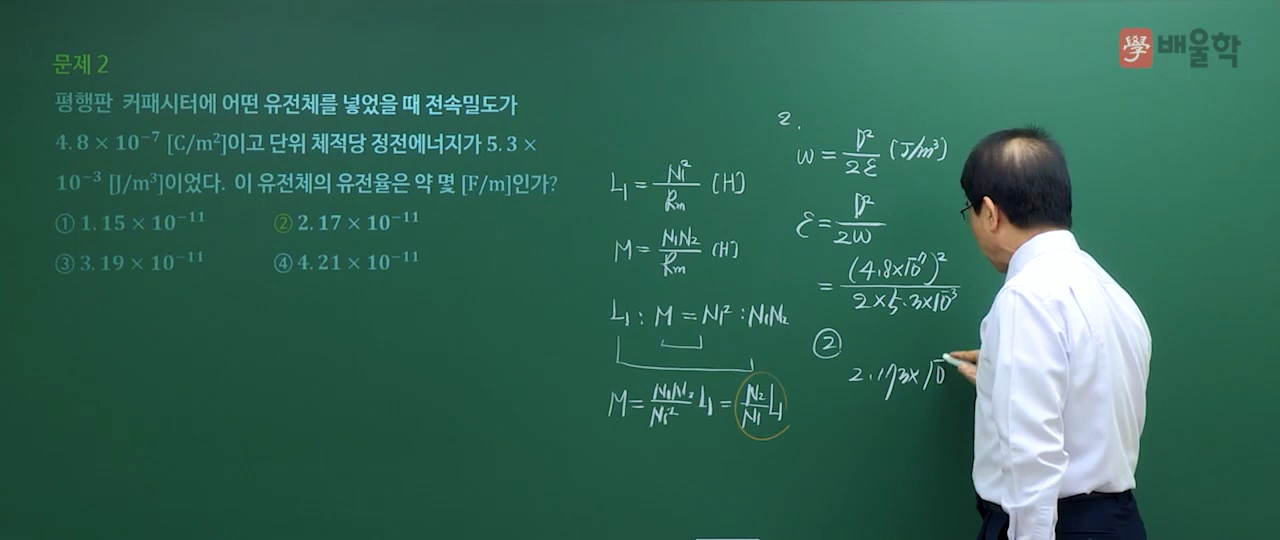 學 배울학
문제 2
평행판 커패시터에 어떤 유전체를 넣었을 때 전속밀도가
4.8 × 10⁻⁷ [C/m²]이고 단위 체적당 정전에너지가 5.3 ×
10⁻³ [J/m³]이었다. 이 유전체의 유전율은 약 몇 [F/m]인가?
① 1.15 × 10⁻¹¹ ② 2.17 × 10⁻¹¹
③ 3.19 × 10⁻¹¹ ④ 4.21 × 10⁻¹¹
L₁ = N₁²/Rm [H]
M = N₁N₂/Rm [H]
L₁ : M = N₁² : N₁N₂
M = N₁N₂/N₁² L₁ = N₂/N₁ L₁
2.
W = D²/2ε [J/m³]
ε = D²/2W
= (4.8×10⁻⁷)²/2×5.3×10⁻³
②
2.173×10⁻